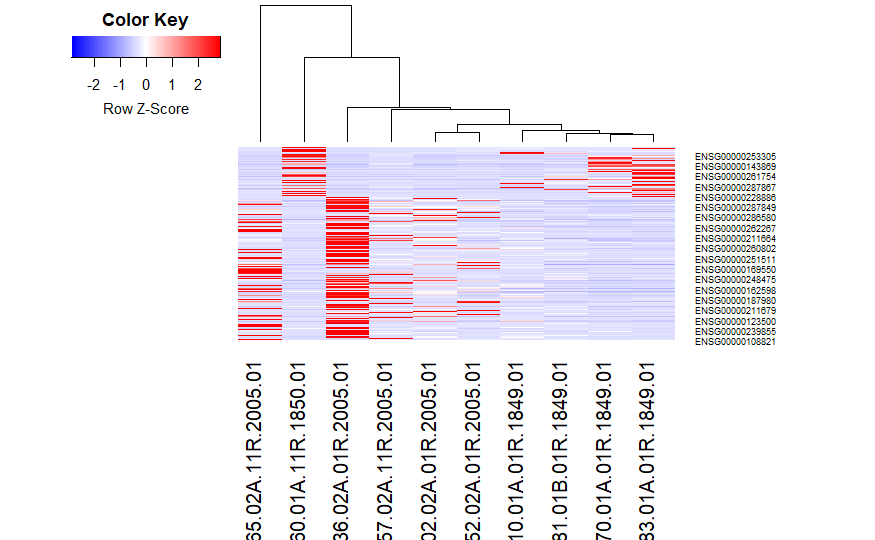 Color Key
-2 -1 0 1 2
Row Z-Score
ENSG00000253305
ENSG00000143869
ENSG00000261754
ENSG00000287867
ENSG00000228886
ENSG00000287849
ENSG00000286580
ENSG00000262267
ENSG00000211664
ENSG00000260802
ENSG00000251511
ENSG00000169550
ENSG00000248475
ENSG00000162598
ENSG00000187980
ENSG00000211679
ENSG00000123500
ENSG00000239855
ENSG00000108821
65.02A.11R.2005.01
60.01A.11R.1850.01
36.02A.01R.2005.01
57.02A.11R.2005.01
02.02A.01R.2005.01
52.02A.01R.2005.01
10.01A.01R.1849.01
81.01B.01R.1849.01
70.01A.01R.1849.01
83.01A.01R.1849.01